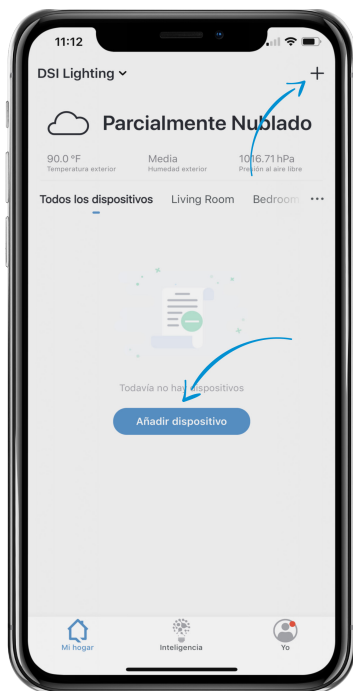 11:12
DSI Lighting
Parcialmente Nublado
90.0 °F Media 1016.71 hPa
Temperatura exterior Humedad exterior Presión al aire libre
Todos los dispositivos Living Room Bedroom ...
Todavía no hay dispositivos
Añadir dispositivo
Mi hogar Inteligencia Yo